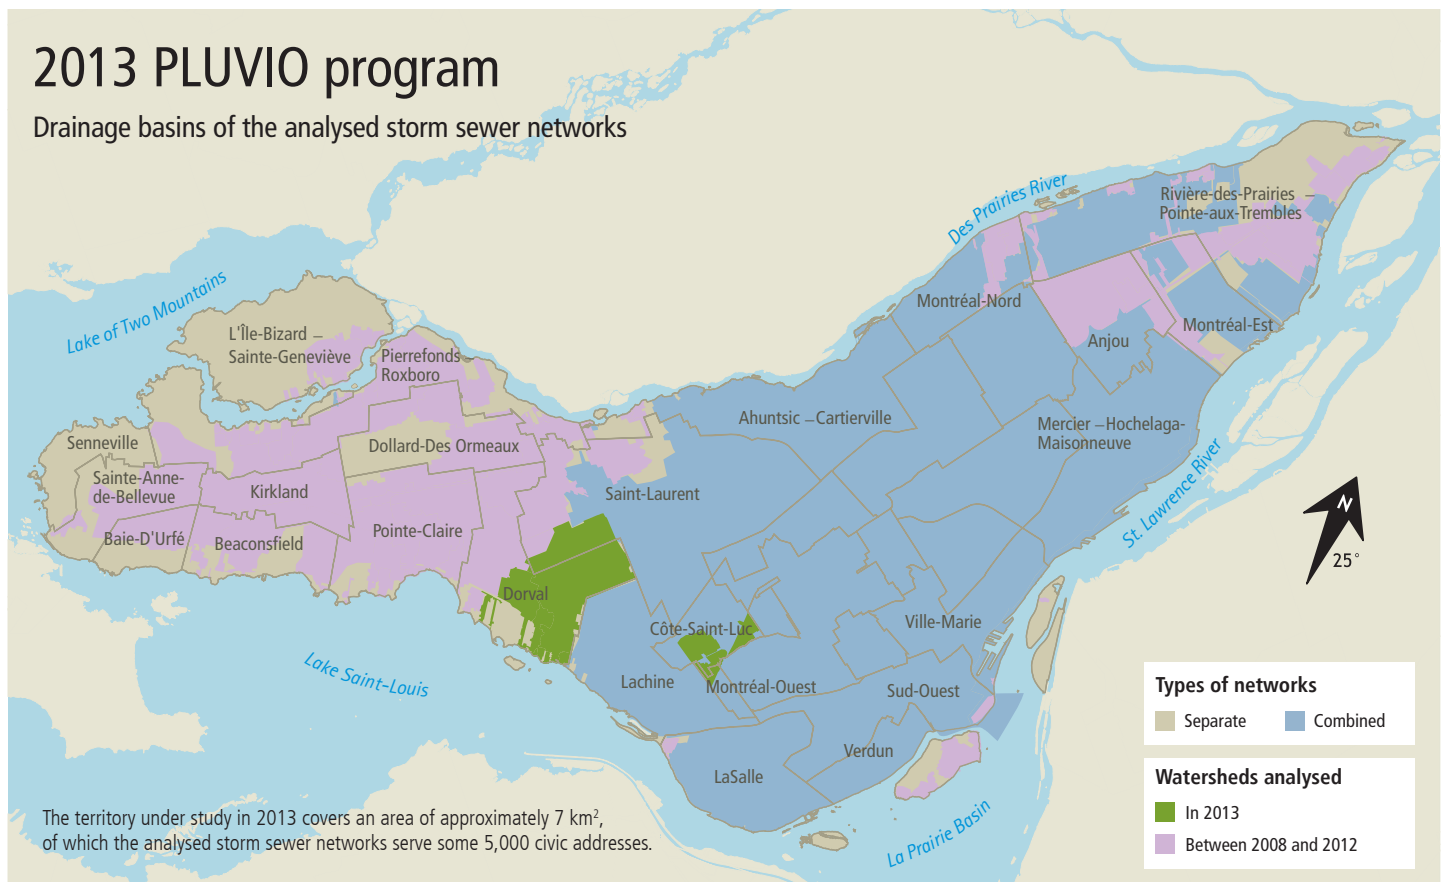 2013 PLUVIO program
Drainage basins of the analysed storm sewer networks
Des Prairies River
Rivière-des-Prairies –
Pointe-aux-Trembles
Lake of Two Mountains
L'Île-Bizard –
Sainte-Geneviève
Pierrefonds –
Roxboro
Montréal-Nord
Anjou
Montréal-Est
Senneville
Dollard-Des Ormeaux
Ahuntsic – Cartierville
Mercier – Hochelaga-
Maisonneuve
Sainte-Anne-
de-Bellevue
Kirkland
Saint-Laurent
St. Lawrence River
Baie-D'Urfé
Beaconsfield
Pointe-Claire
N
25°
Dorval
Côte-Saint-Luc
Ville-Marie
Lake Saint-Louis
Lachine
Montréal-Ouest
Sud-Ouest
Verdun
LaSalle
La Prairie Basin
Types of networks
Separate
Combined
Watersheds analysed
In 2013
Between 2008 and 2012
The territory under study in 2013 covers an area of approximately 7 km²,
of which the analysed storm sewer networks serve some 5,000 civic addresses.